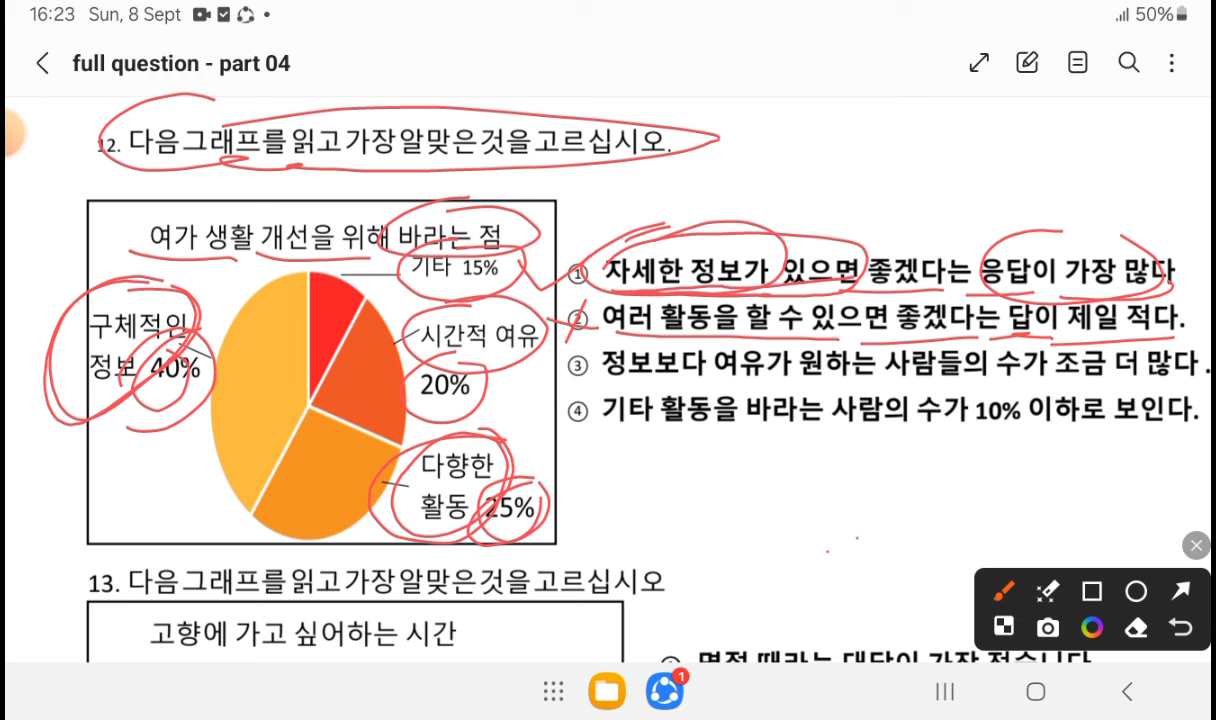 16:23 Sun, 8 Sept
50%
full question - part 04
12. 다음 그래프를 읽고 가장 알맞은 것을 고르십시오.
여가 생활 개선을 위해 바라는 점
기타 15%
구체적인
정보 40%
시간적 여유
20%
다향한
활동 25%
① 자세한 정보가 있으면 좋겠다는 응답이 가장 많다
② 여러 활동을 할 수 있으면 좋겠다는 답이 제일 적다.
③ 정보보다 여유가 원하는 사람들의 수가 조금 더 많다.
④ 기타 활동을 바라는 사람의 수가 10% 이하로 보인다.
13. 다음 그래프를 읽고 가장 알맞은 것을 고르십시오
고향에 가고 싶어하는 시간
1